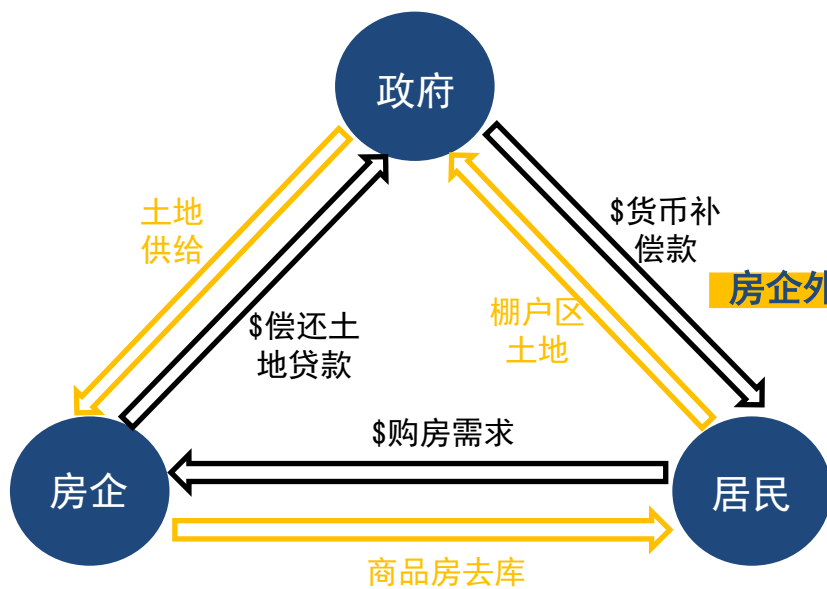 政府
土地
供给
$货币补
偿款
房企外
棚户区
土地
$偿还土
地贷款
$购房需求
房企
居民
商品房去库